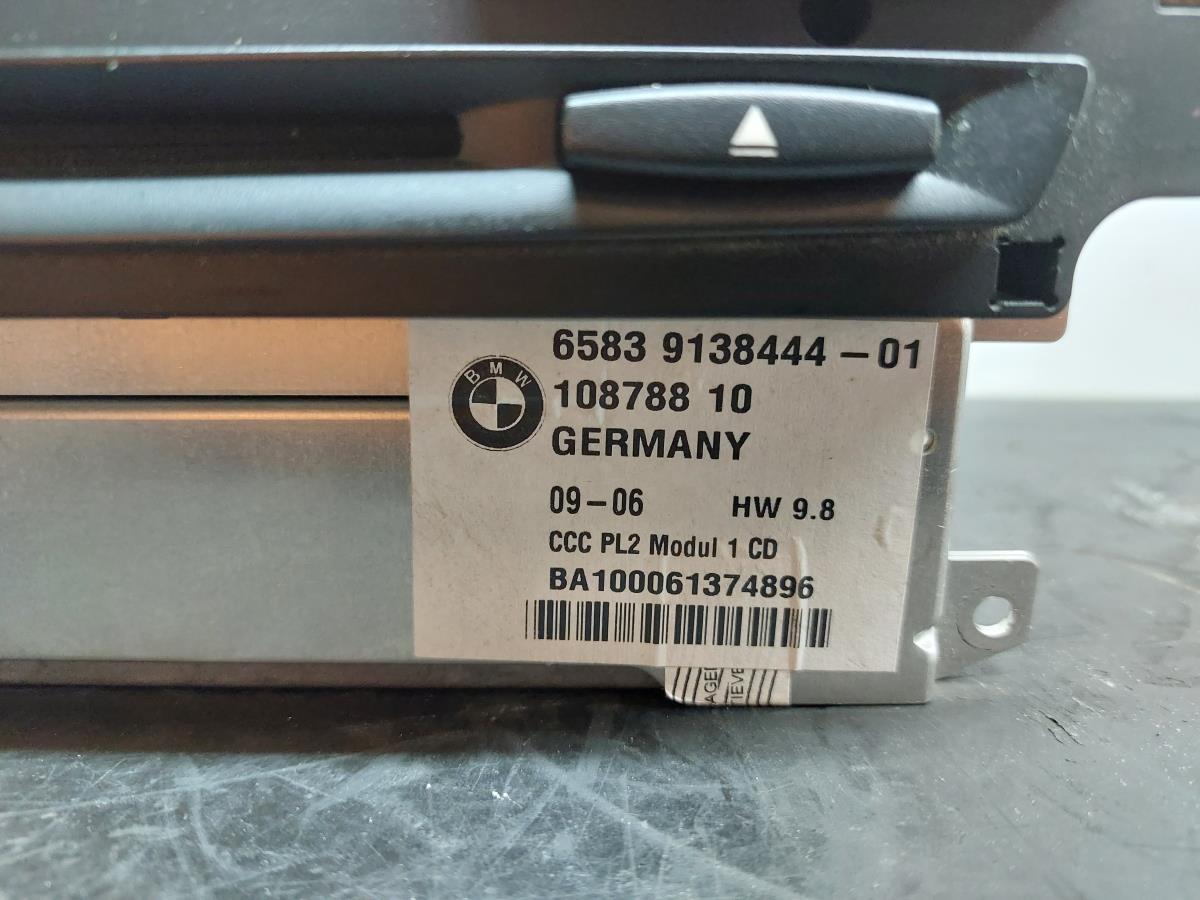 6583 9138444-01
BMW
108788 10
GERMANY
09-06 HW 9.8
CCC PL2 Modul 1 CD
BA100061374896